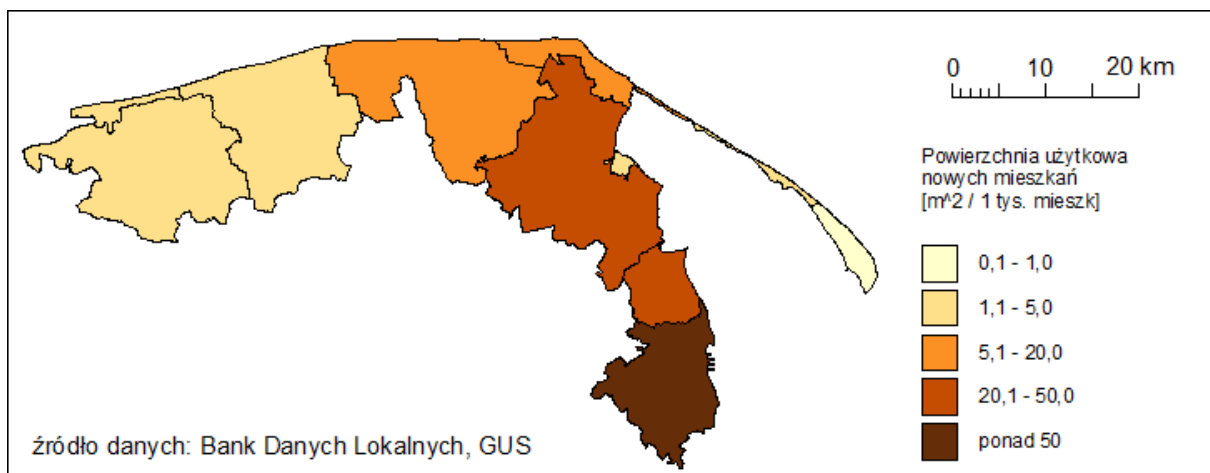 0 10 20 km
Powierzchnia użytkowa
nowych mieszkań
[m^2 / 1 tys. mieszk]
0,1 - 1,0
1,1 - 5,0
5,1 - 20,0
20,1 - 50,0
ponad 50
źródło danych: Bank Danych Lokalnych, GUS